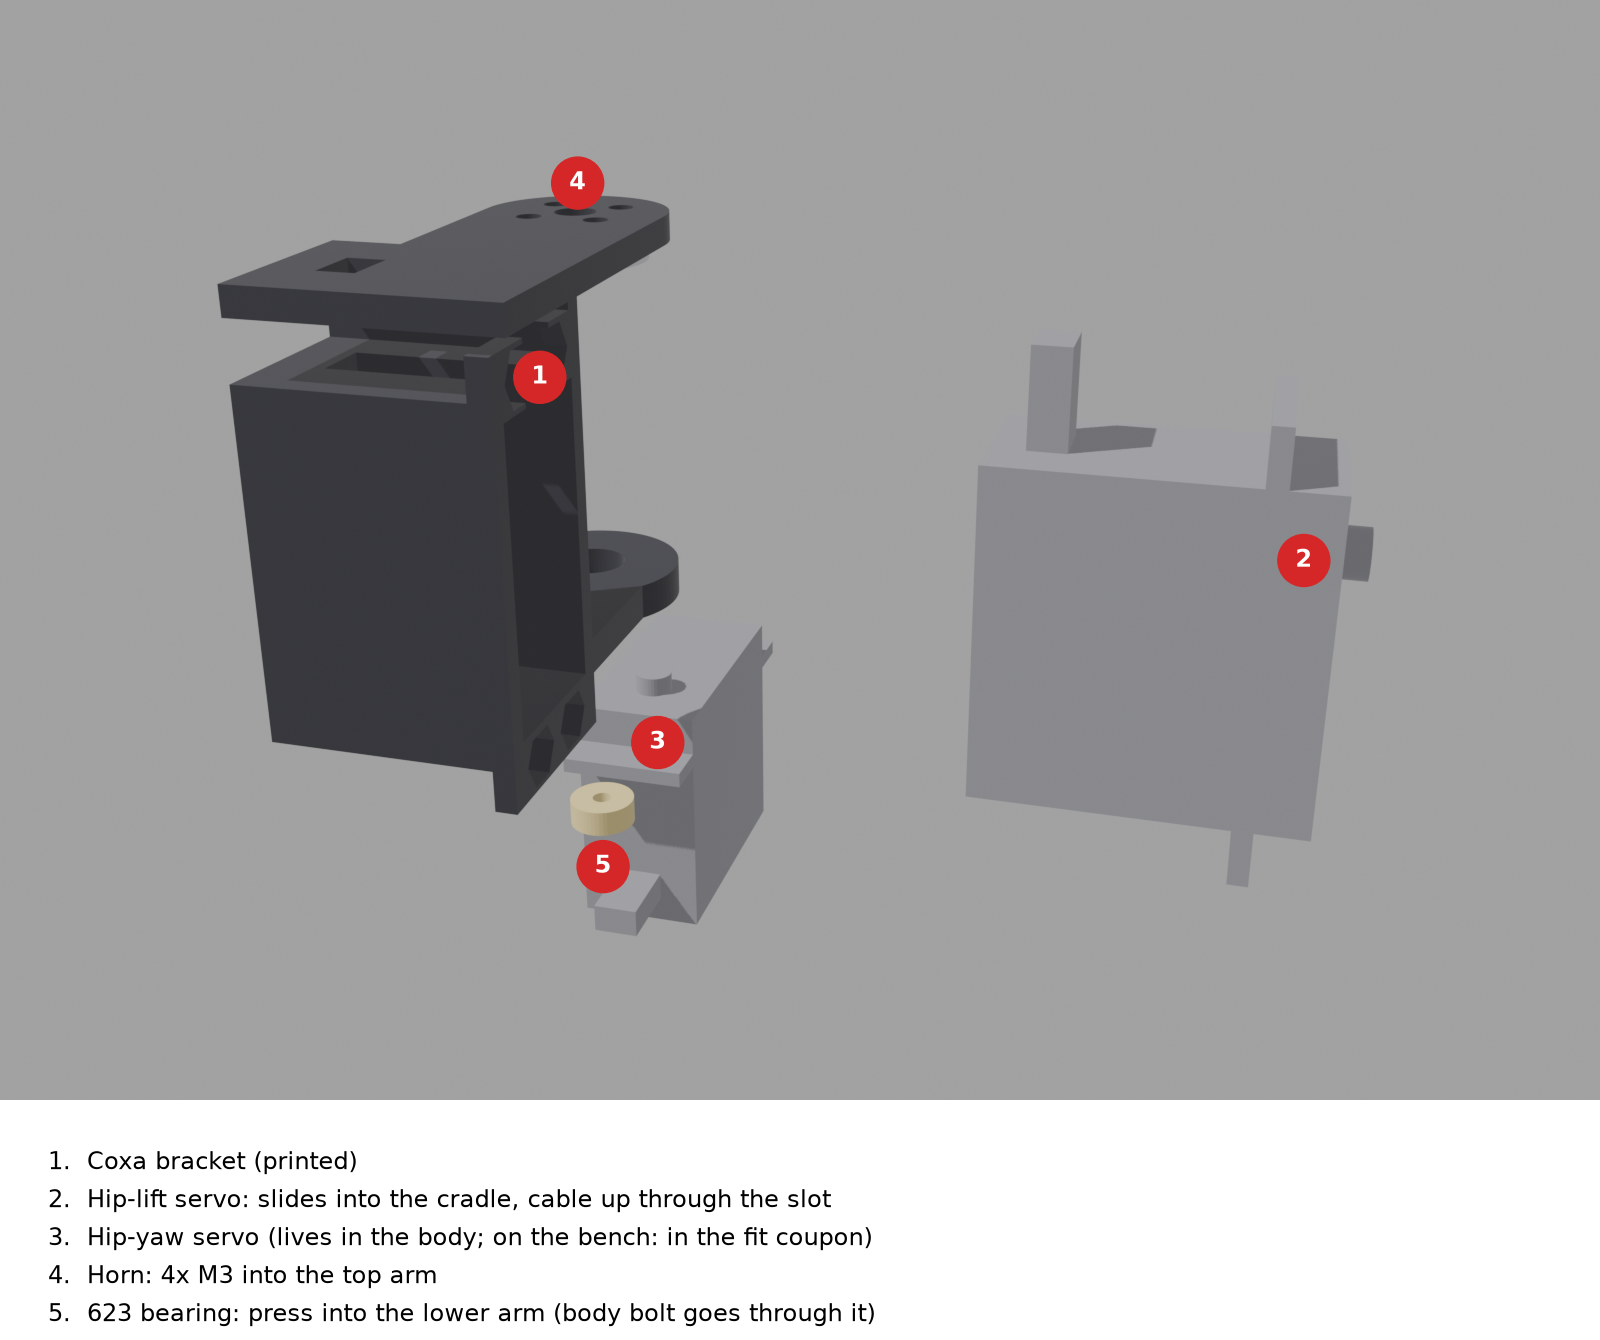 4
1
2
3
5
1. Coxa bracket (printed)
2. Hip-lift servo: slides into the cradle, cable up through the slot
3. Hip-yaw servo (lives in the body; on the bench: in the fit coupon)
4. Horn: 4x M3 into the top arm
5. 623 bearing: press into the lower arm (body bolt goes through it)